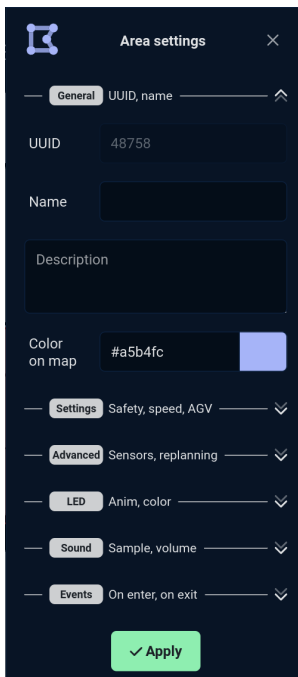 Area settings
General UUID, name
UUID 48758
Name
Description
Color
on map
#a5b4fc
Settings Safety, speed, AGV
Advanced Sensors, replanning
LED Anim, color
Sound Sample, volume
Events On enter, on exit
Apply